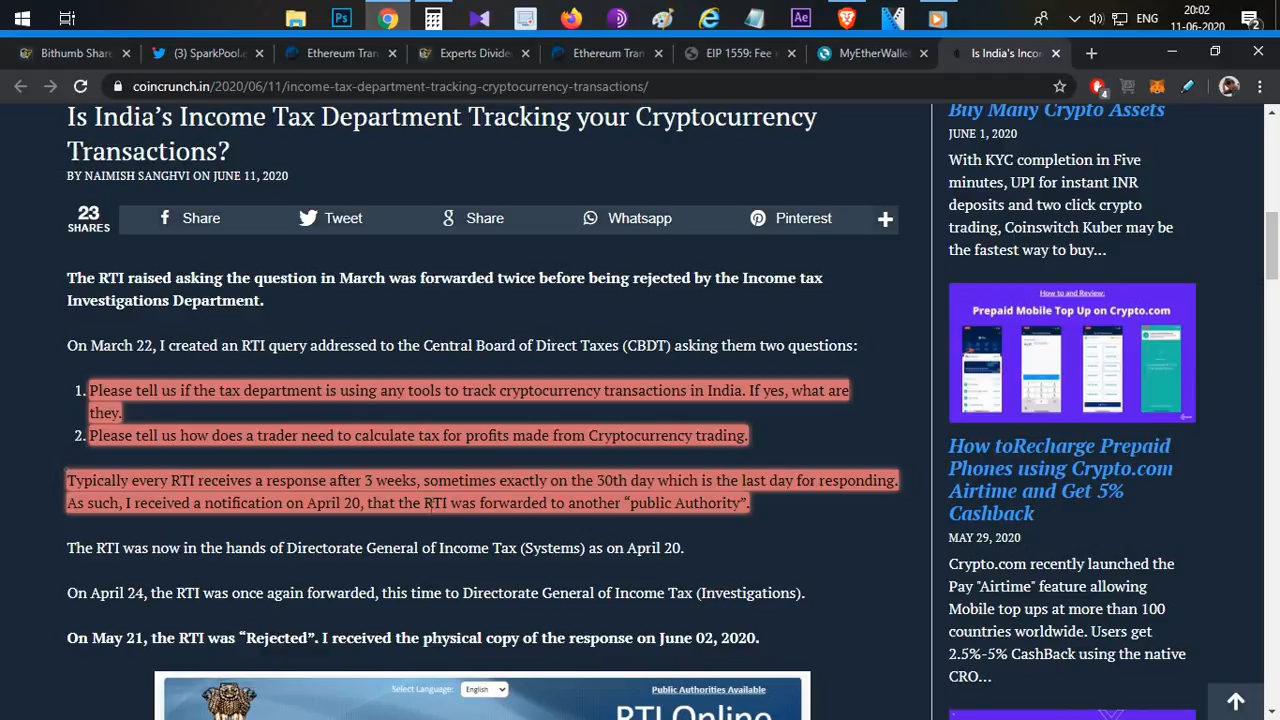 Ps
Ae
ENG
20:02
11-06-2020
Bithumb Shar
(3) SparkPool
Ethereum Tran
Experts Divide
Ethereum Tran
EIP 1559: Fee m
MyEtherWallet
Is India's Incom
coincrunch.in/2020/06/11/income-tax-department-tracking-cryptocurrency-transactions/
4
Is India's Income Tax Department Tracking your Cryptocurrency
Transactions?
BY NAIMISH SANGHVI ON JUNE 11, 2020
23
SHARES
Share
Tweet
Share
Whatsapp
Pinterest
The RTI raised asking the question in March was forwarded twice before being rejected by the Income tax
Investigations Department.
On March 22, I created an RTI query addressed to the Central Board of Direct Taxes (CBDT) asking them two questions:
1. Please tell us if the tax department is using any tools to track cryptocurrency transactions in India. If yes, what are
they.
2. Please tell us how does a trader need to calculate tax for profits made from Cryptocurrency trading.
Typically every RTI receives a response after 3 weeks, sometimes exactly on the 30th day which is the last day for responding.
As such, I received a notification on April 20, that the RTI was forwarded to another “public Authority”.
The RTI was now in the hands of Directorate General of Income Tax (Systems) as on April 20.
On April 24, the RTI was once again forwarded, this time to Directorate General of Income Tax (Investigations).
On May 21, the RTI was “Rejected”. I received the physical copy of the response on June 02, 2020.
Select Language:
English
Public Authorities Available
RTI Online
Buy Many Crypto Assets
JUNE 1, 2020
With KYC completion in Five
minutes, UPI for instant INR
deposits and two click crypto
trading, Coinswitch Kuber may be
the fastest way to buy…
How to and Review:
Prepaid Mobile Top Up on Crypto.com
How toRecharge Prepaid
Phones using Crypto.com
Airtime and Get 5%
Cashback
MAY 29, 2020
Crypto.com recently launched the
Pay "Airtime" feature allowing
Mobile top ups at more than 100
countries worldwide. Users get
2.5%-5% CashBack using the native
CRO…